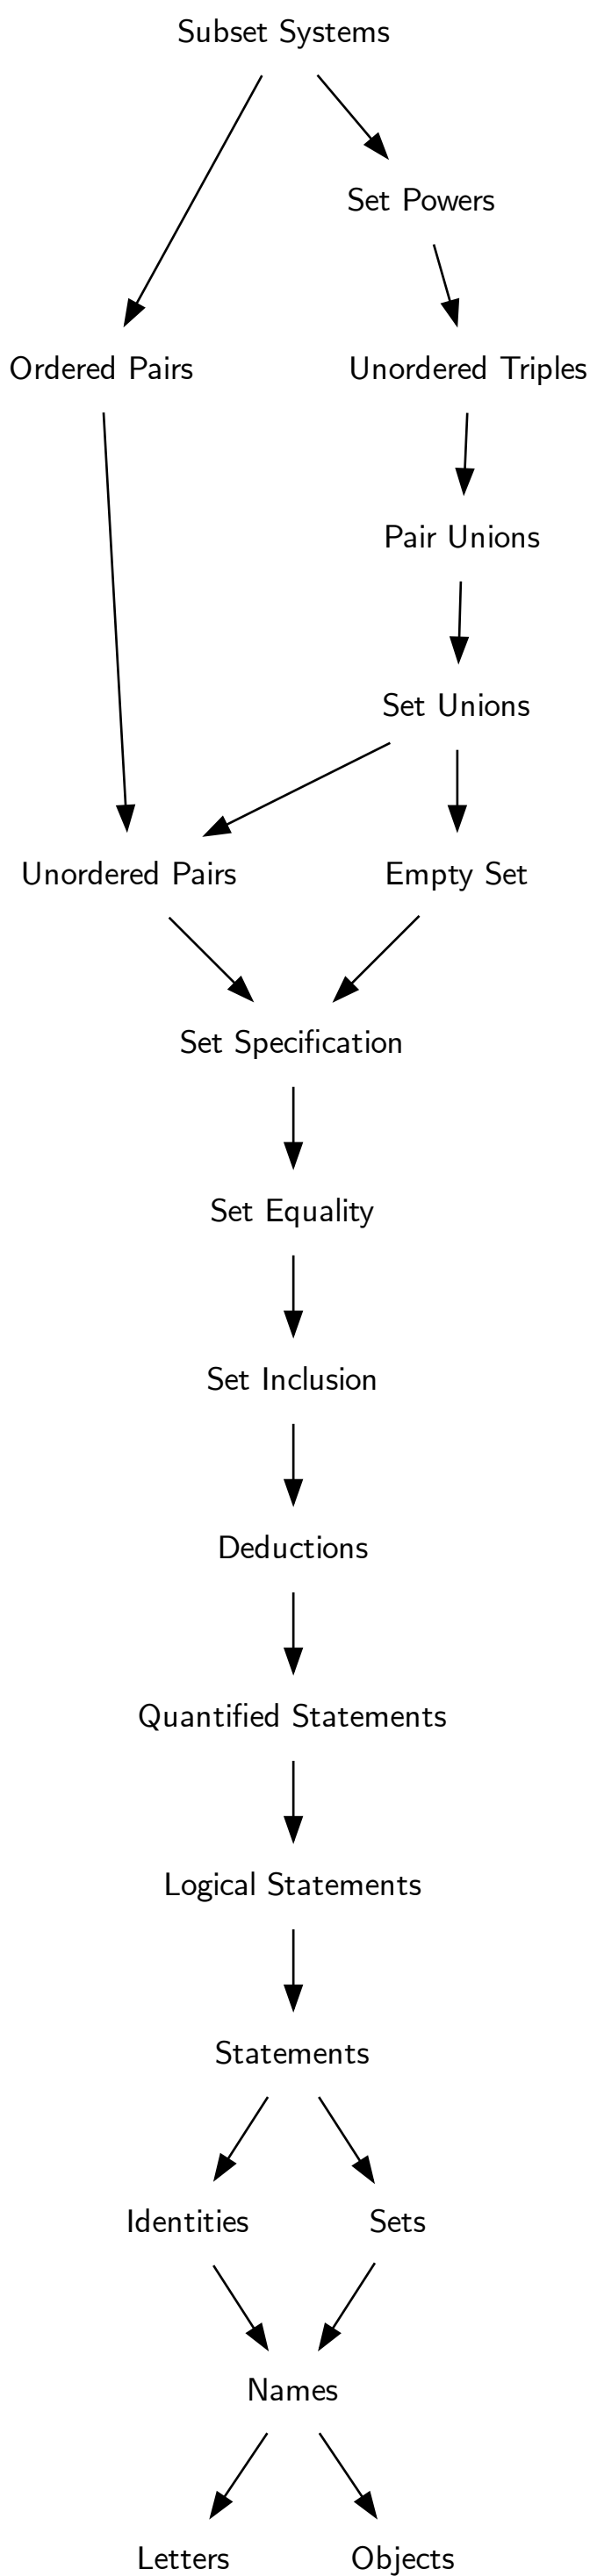 Subset Systems
Set Powers
Ordered Pairs
Unordered Triples
Pair Unions
Set Unions
Unordered Pairs
Empty Set
Set Specification
Set Equality
Set Inclusion
Deductions
Quantified Statements
Logical Statements
Statements
Identities
Sets
Names
Letters
Objects